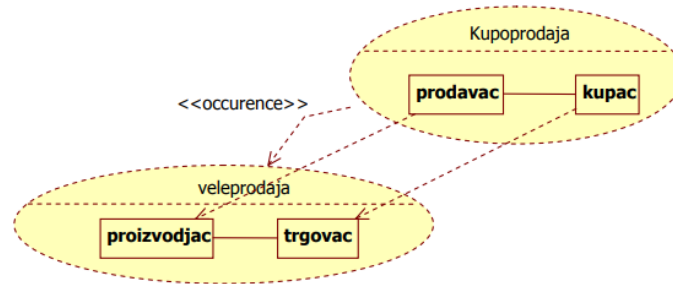 Kupoprodaja
prodavac
kupac
<<occurence>>
veleprodaja
proizvodjac
trgovac